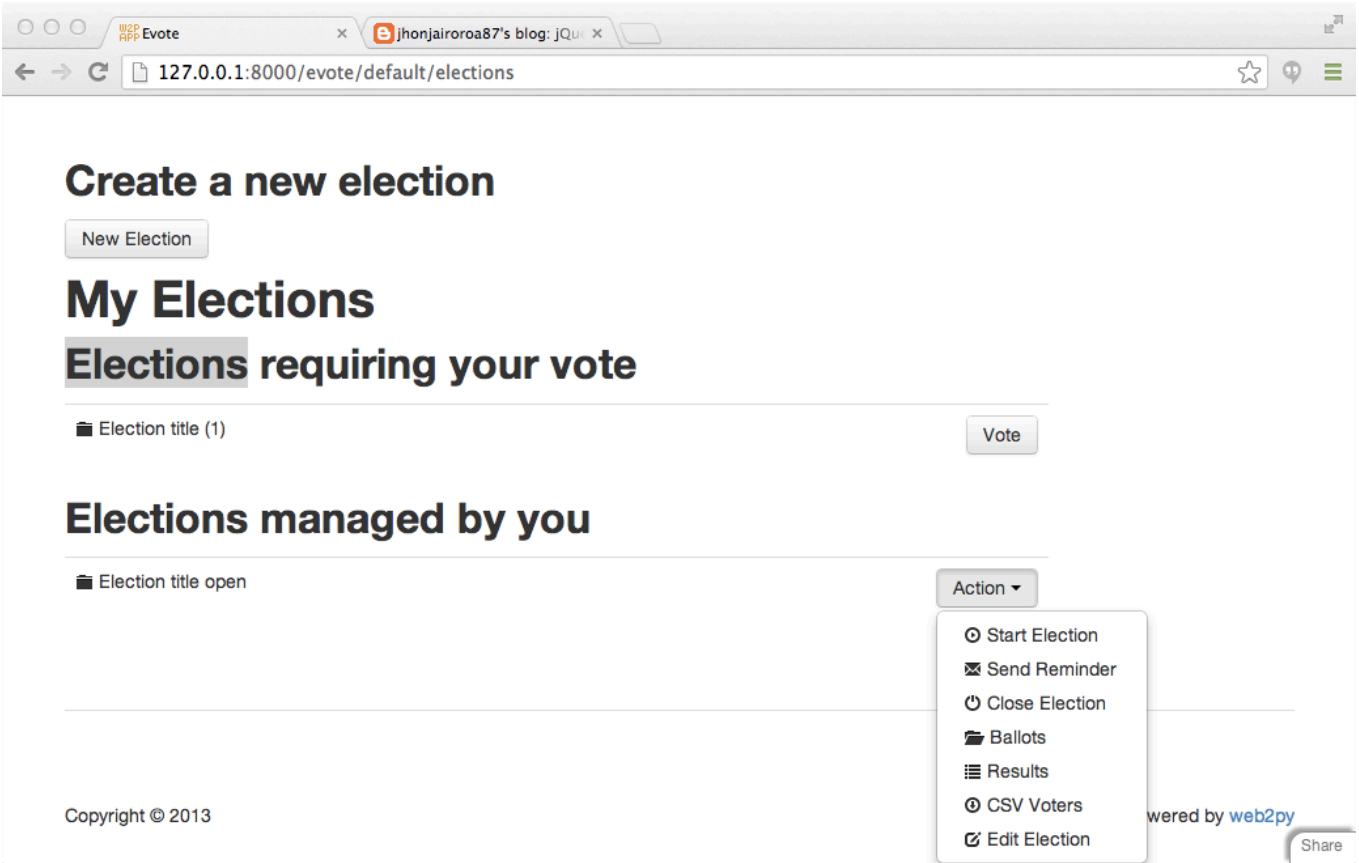 W2P APP Evote
jhonjairoroa87's blog: jQu
127.0.0.1:8000/evote/default/elections
Create a new election
New Election
My Elections
Elections requiring your vote
Election title (1)
Vote
Elections managed by you
Election title open
Action
Start Election
Send Reminder
Close Election
Ballots
Results
CSV Voters
Edit Election
Copyright © 2013
wered by web2py
Share